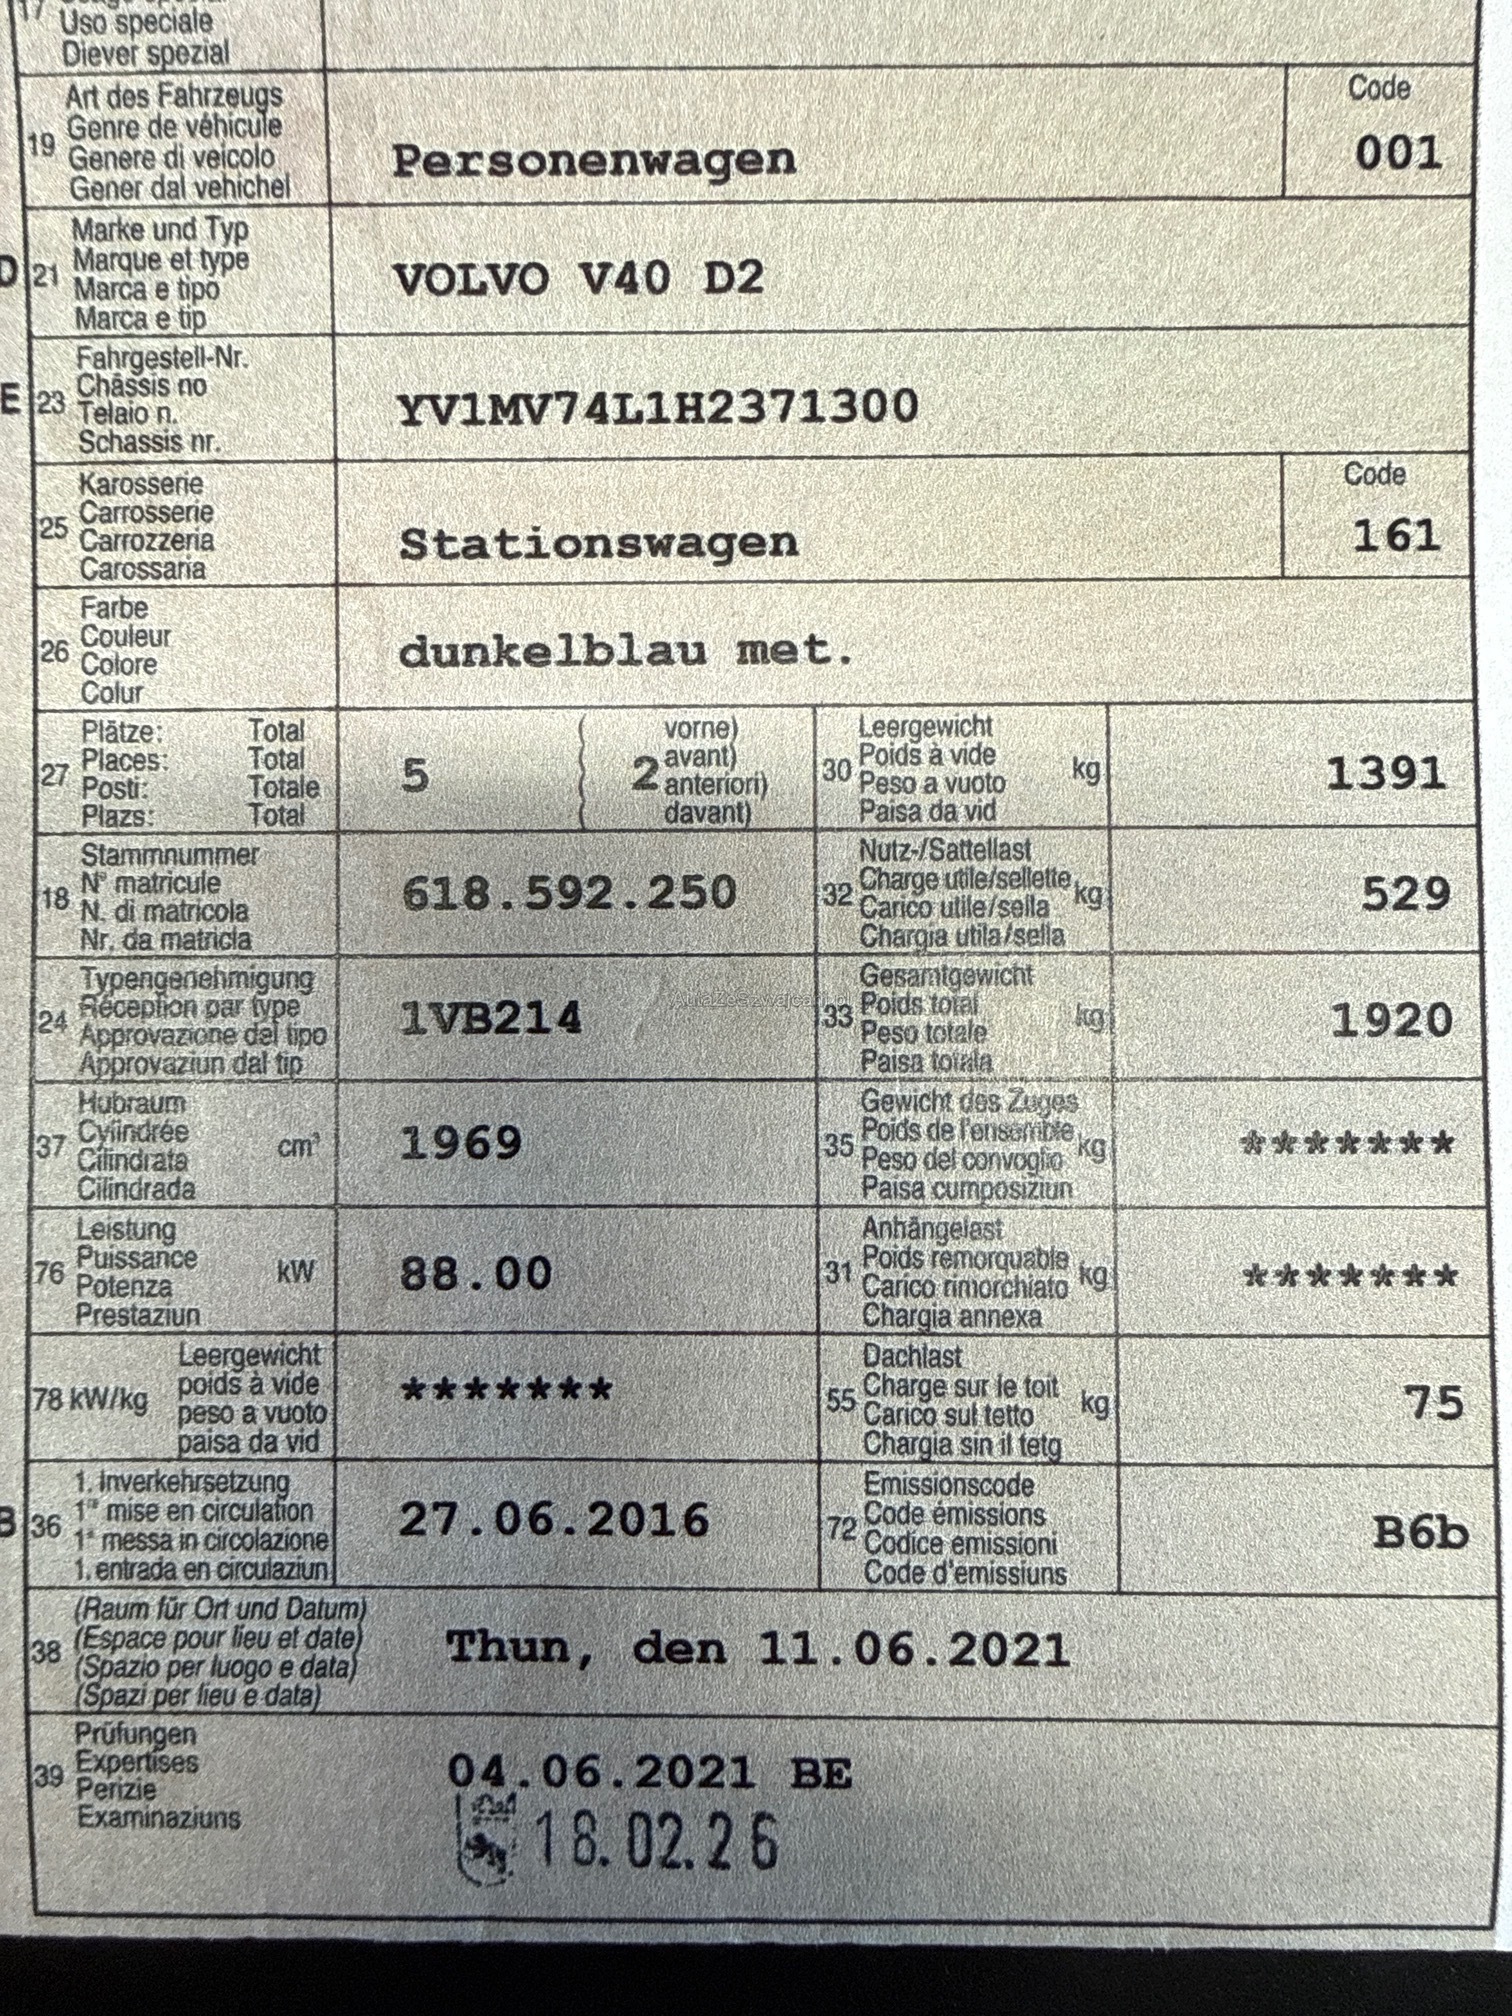 17
Uso speciale
Diever spezial
19 Art des Fahrzeugs
Genre de véhicule
Genere di veicolo
Gener dal vehichel
Personenwagen
Code
001
D 21 Marke und Typ
Marque et type
Marca e tipo
Marca e tip
VOLVO V40 D2
E 23 Fahrgestell-Nr.
Châssis no
Telaio n.
Schassis nr.
YV1MV74L1H2371300
25 Karosserie
Carrosserie
Carrozzeria
Carossaria
Stationswagen
Code
161
26 Farbe
Couleur
Colore
Colur
dunkelblau met.
27 Plätze: Total
Places: Total
Posti: Totale
Plazs: Total
5 ( 2 vorne)
avant)
anteriori)
davant)
30 Leergewicht
Poids à vide
Peso a vuoto
Paisa da vid
kg
1391
18 Stammnummer
N° matricule
N. di matricola
Nr. da matricla
618.592.250
32 Nutz-/Sattellast
Charge utile/sellette
Carico utile/sella
Chargia utila/sella
kg
529
24 Typengenehmigung
Réception par type
Approvazione del tipo
Approvaziun dal tip
1VB214
33 Gesamtgewicht
Poids total
Peso totale
Paisa totala
kg
1920
37 Hubraum
Cylindrée
Cilindrata
Cilindrada
cm³
1969
35 Gewicht des Zuges
Poids de l'ensemble
Peso del convoglio
Paisa cumposiziun
kg
*******
76 Leistung
Puissance
Potenza
Prestaziun
kW
88.00
31 Anhängelast
Poids remorquable
Carico rimorchiato
Chargia annexa
kg
*******
78 kW/kg
Leergewicht
poids à vide
peso a vuoto
paisa da vid
*******
55 Dachlast
Charge sur le toit
Carico sul tetto
Chargia sin il tetg
kg
75
B 36 1. Inverkehrsetzung
1re mise en circulation
1a messa in circolazione
1. entrada en circulaziun
27.06.2016
72 Emissionscode
Code émissions
Codice emissioni
Code d'emissiuns
B6b
38 (Raum für Ort und Datum)
(Espace pour lieu et date)
(Spazio per luogo e data)
(Spazi per lieu e data)
Thun, den 11.06.2021
39 Prüfungen
Expertises
Perizie
Examinaziuns
04.06.2021 BE
18.02.26